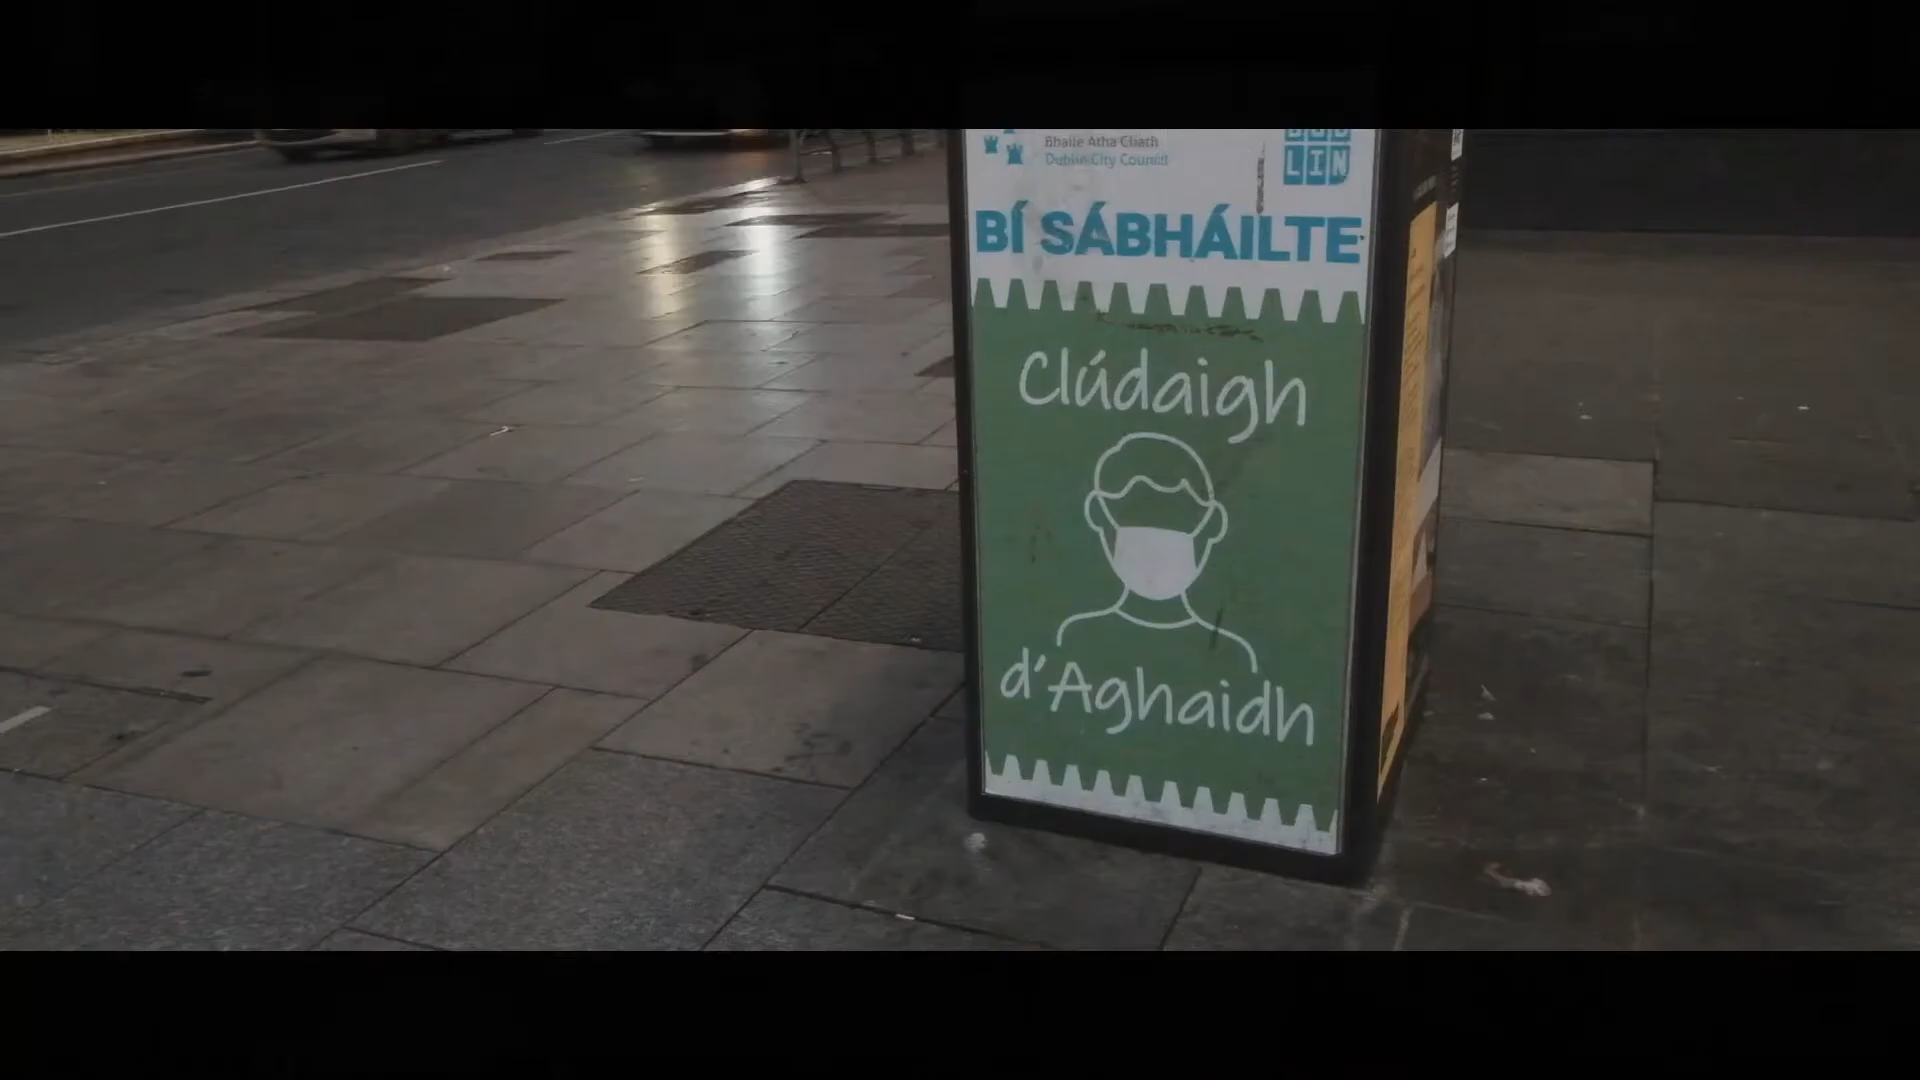 Bhaile Átha Cliath
Dublin City Council
DUB
LIN
BÍ SÁBHÁILTE
Clúdaigh
d'Aghaidh